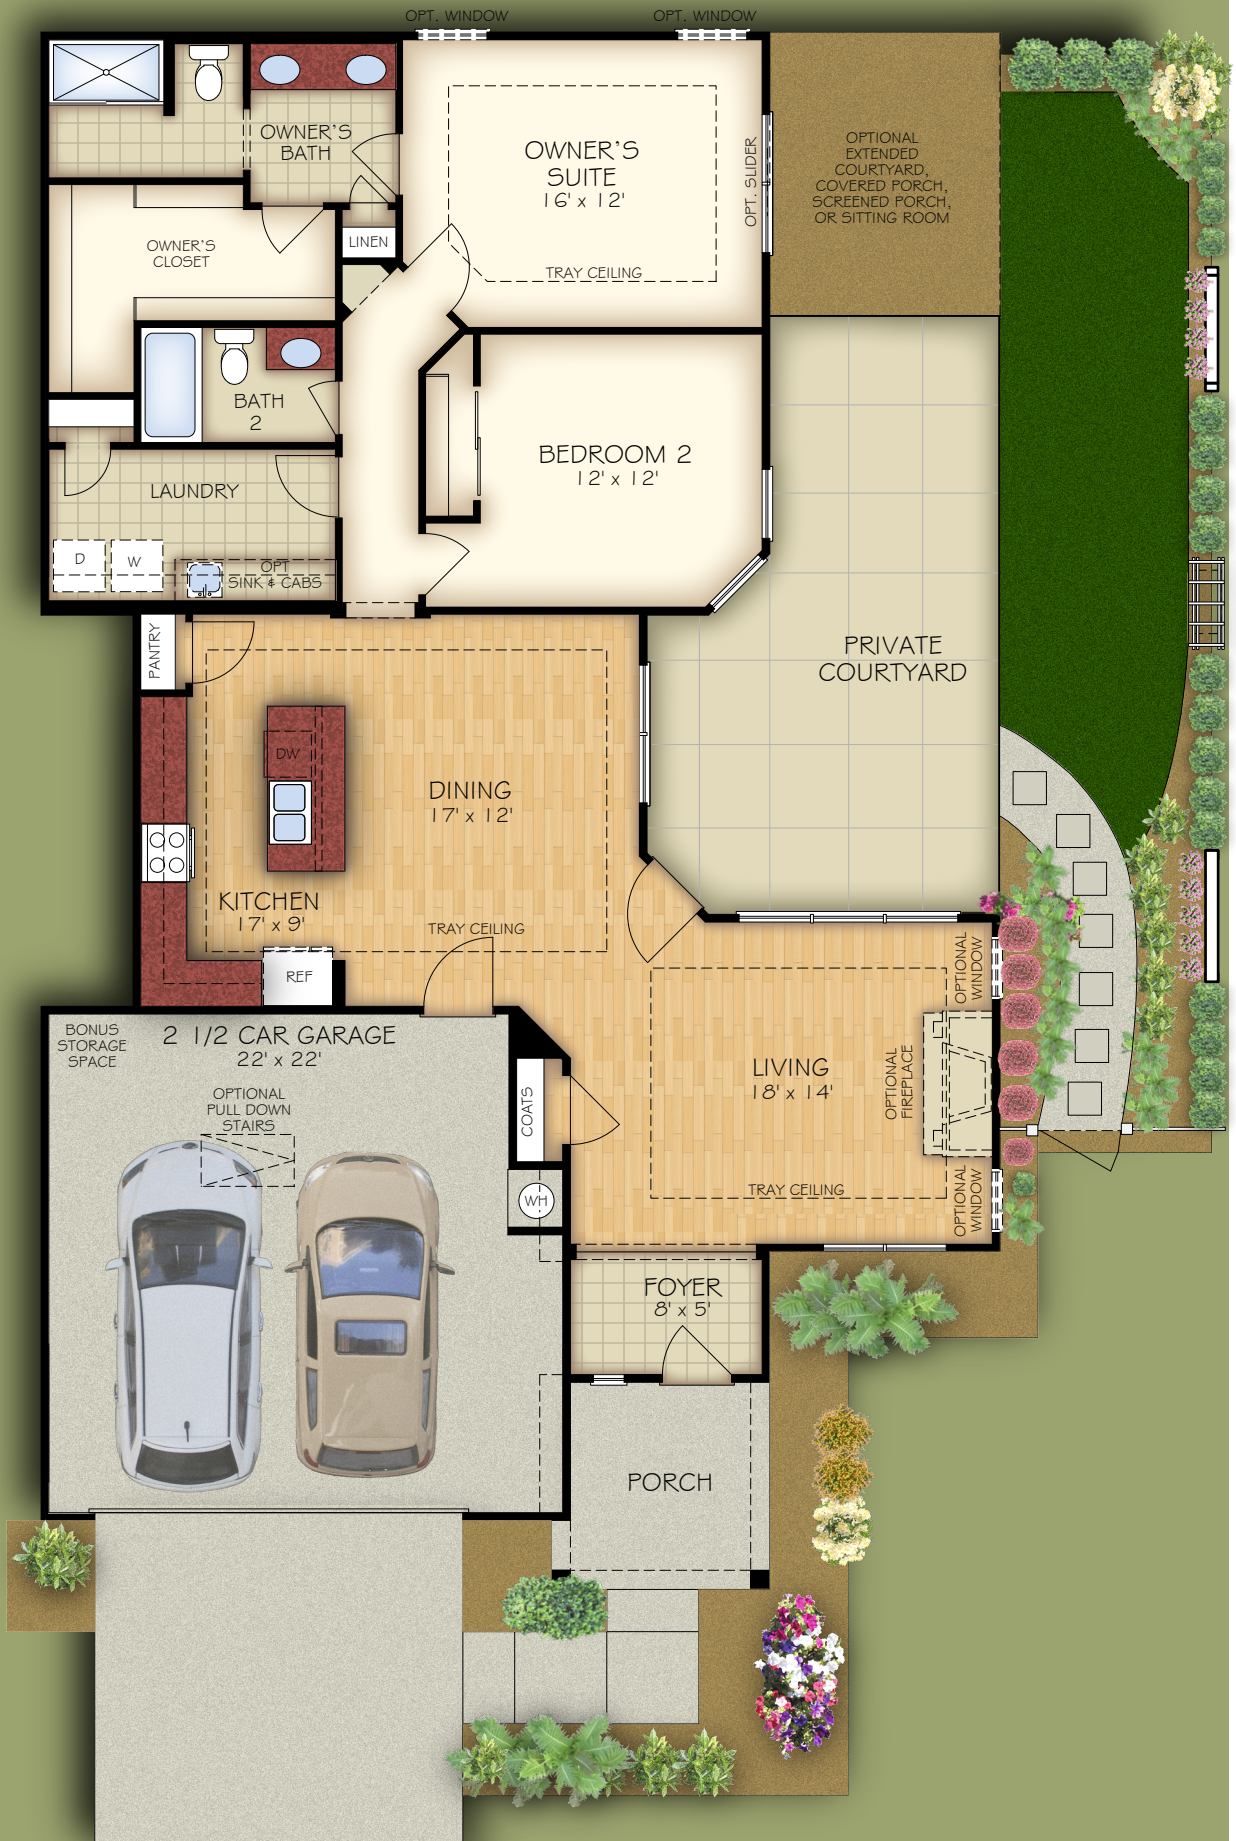 OPT. WINDOW
OPT. WINDOW
OWNER'S
BATH
OWNER'S
SUITE
16' x 12'
OPT. SLIDER
OPTIONAL
EXTENDED
COURTYARD,
COVERED PORCH,
SCREENED PORCH,
OR SITTING ROOM
LINEN
OWNER'S
CLOSET
TRAY CEILING
BATH
2
BEDROOM 2
12' x 12'
LAUNDRY
D
W
OPT
SINK & CABS
PANTRY
PRIVATE
COURTYARD
DW
DINING
17' x 12'
KITCHEN
17' x 9'
TRAY CEILING
REF
OPTIONAL
WINDOW
BONUS
STORAGE
SPACE
2 1/2 CAR GARAGE
22' x 22'
OPTIONAL
PULL DOWN
STAIRS
COATS
LIVING
18' x 14'
OPTIONAL
FIREPLACE
WH
TRAY CEILING
OPTIONAL
WINDOW
FOYER
8' x 5'
PORCH